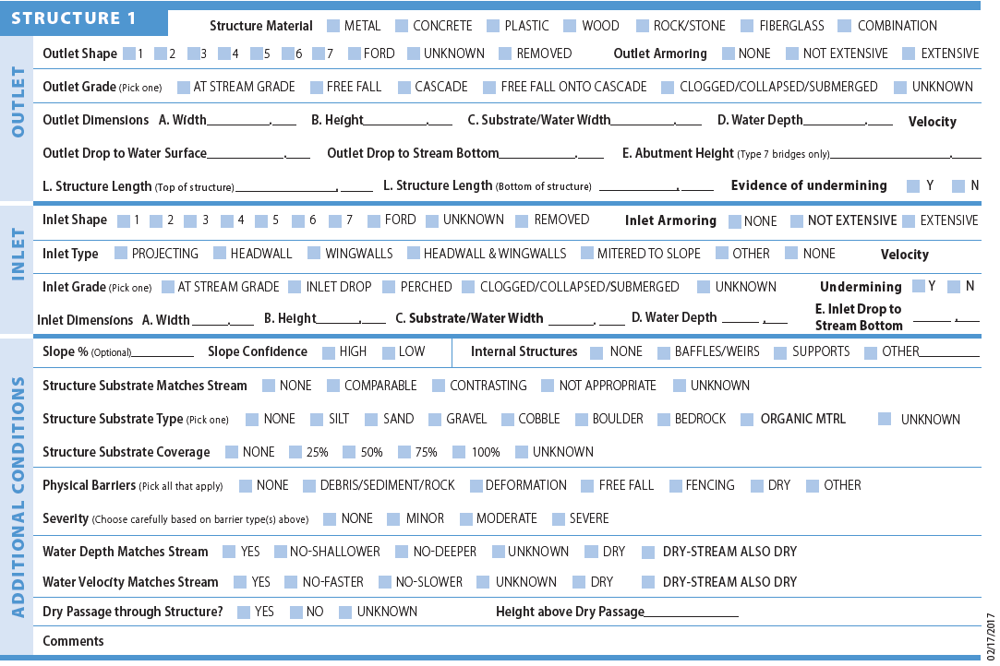 STRUCTURE 1
Structure Material METAL CONCRETE PLASTIC WOOD ROCK/STONE FIBERGLASS COMBINATION
OUTLET
Outlet Shape 1 2 3 4 5 6 7 FORD UNKNOWN REMOVED Outlet Armoring NONE NOT EXTENSIVE EXTENSIVE
Outlet Grade (Pick one) AT STREAM GRADE FREE FALL CASCADE FREE FALL ONTO CASCADE CLOGGED/COLLAPSED/SUBMERGED UNKNOWN
Outlet Dimensions A. Width__________.____ B. Height__________.____ C. Substrate/Water Width__________.____ D. Water Depth__________.____ Velocity
Outlet Drop to Water Surface____________.____ Outlet Drop to Stream Bottom____________.____ E. Abutment Height (Type 7 bridges only)__________________.____
L. Structure Length (Top of structure)________________.____ L. Structure Length (Bottom of structure) ____________.____ Evidence of undermining Y N
INLET
Inlet Shape 1 2 3 4 5 6 7 FORD UNKNOWN REMOVED Inlet Armoring NONE NOT EXTENSIVE EXTENSIVE
Inlet Type PROJECTING HEADWALL WINGWALLS HEADWALL & WINGWALLS MITERED TO SLOPE OTHER NONE Velocity
Inlet Grade (Pick one) AT STREAM GRADE INLET DROP PERCHED CLOGGED/COLLAPSED/SUBMERGED UNKNOWN Undermining Y N
Inlet Dimensions A. Width ______.____ B. Height_______.____ C. Substrate/Water Width _______.____ D. Water Depth ______.____ E. Inlet Drop to
Stream Bottom ______.____
ADDITIONAL CONDITIONS
Slope % (Optional)__________ Slope Confidence HIGH LOW Internal Structures NONE BAFFLES/WEIRS SUPPORTS OTHER__________
Structure Substrate Matches Stream NONE COMPARABLE CONTRASTING NOT APPROPRIATE UNKNOWN
Structure Substrate Type (Pick one) NONE SILT SAND GRAVEL COBBLE BOULDER BEDROCK ORGANIC MTRL UNKNOWN
Structure Substrate Coverage NONE 25% 50% 75% 100% UNKNOWN
Physical Barriers (Pick all that apply) NONE DEBRIS/SEDIMENT/ROCK DEFORMATION FREE FALL FENCING DRY OTHER
Severity (Choose carefully based on barrier type(s) above) NONE MINOR MODERATE SEVERE
Water Depth Matches Stream YES NO-SHALLOWER NO-DEEPER UNKNOWN DRY DRY-STREAM ALSO DRY
Water Velocity Matches Stream YES NO-FASTER NO-SLOWER UNKNOWN DRY DRY-STREAM ALSO DRY
Dry Passage through Structure? YES NO UNKNOWN Height above Dry Passage_______________
Comments
02/17/2017